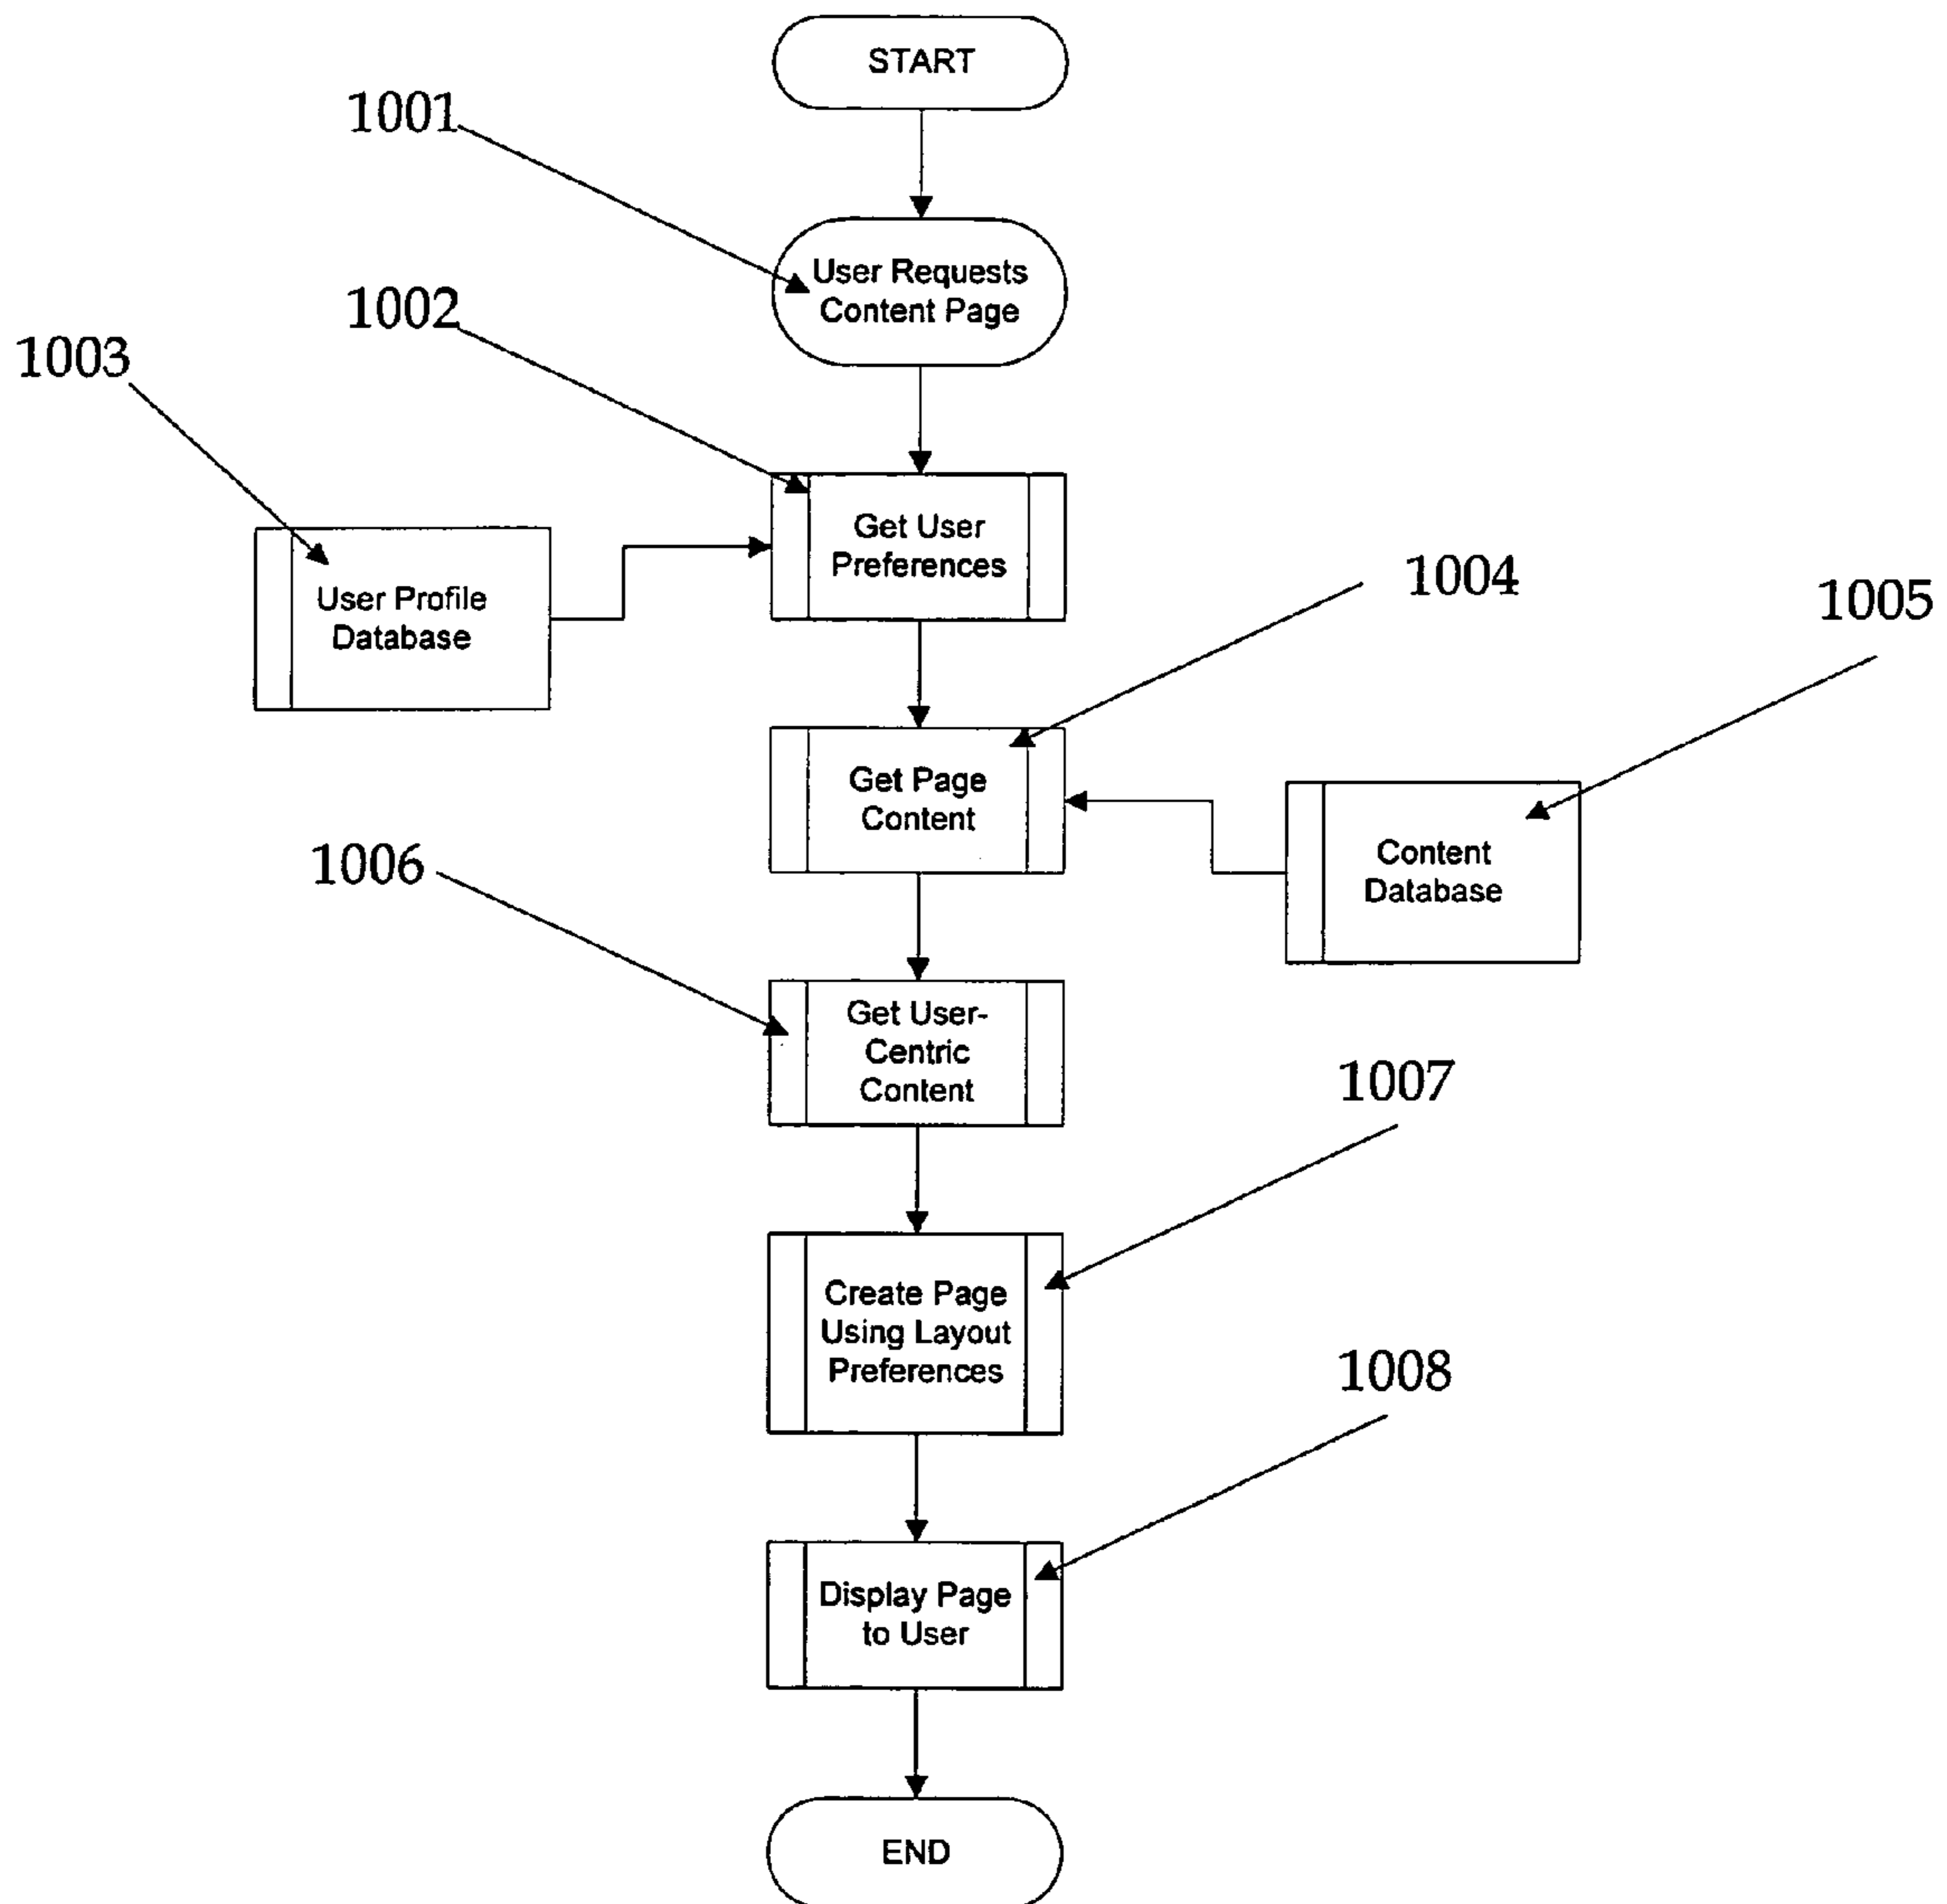 START
1001
User Requests
Content Page
1002
1003
Get User
Preferences
User Profile
Database
1004
1005
Get Page
Content
Content
Database
1006
Get User-
Centric
Content
1007
Create Page
Using Layout
Preferences
1008
Display Page
to User
END